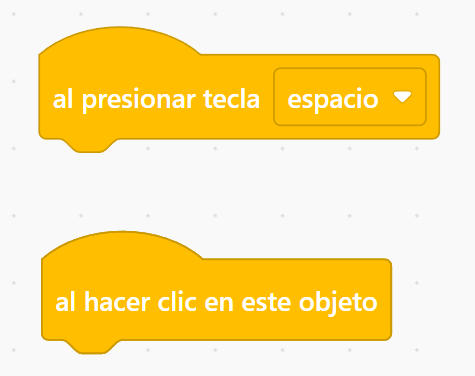 al presionar tecla espacio
al hacer clic en este objeto